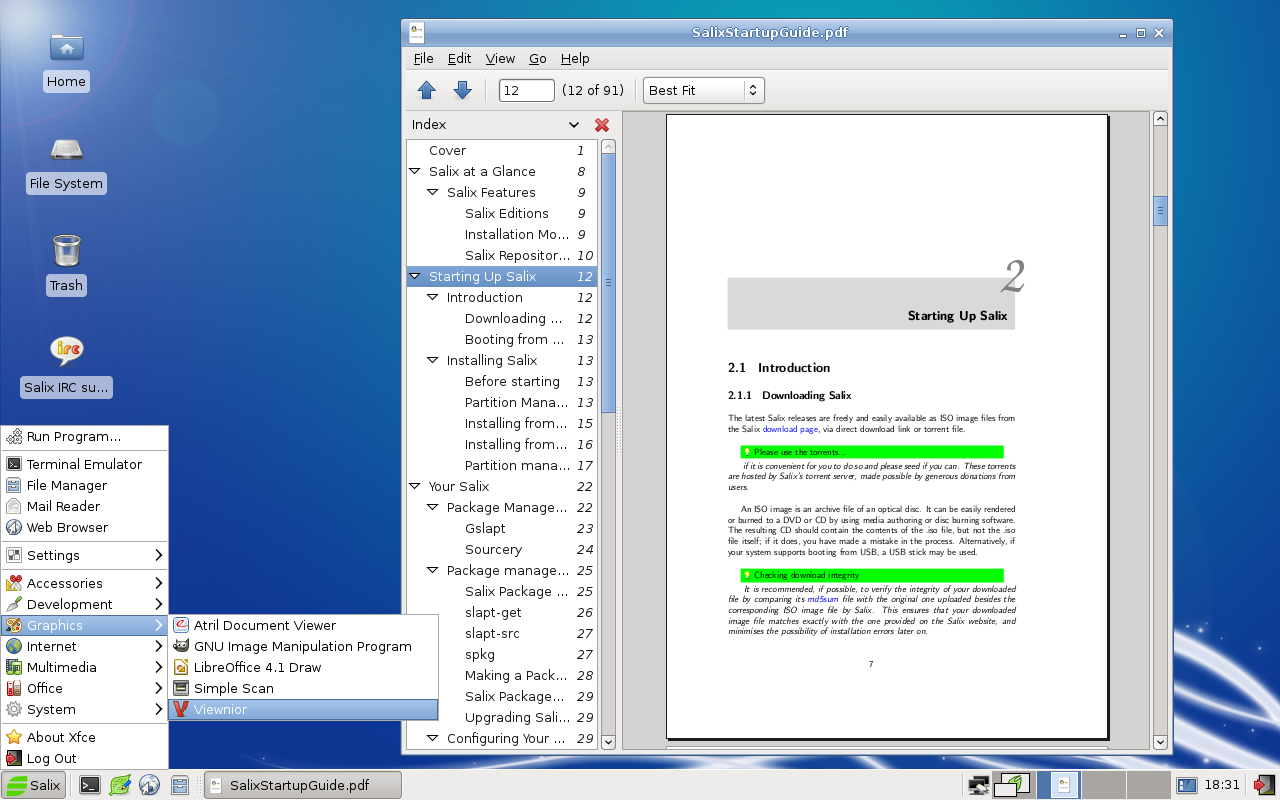 Home
File System
Trash
irc
Salix IRC su...
SalixStartupGuide.pdf
File Edit View Go Help
12 (12 of 91) Best Fit
Index
Cover 1
Salix at a Glance 8
Salix Features 9
Salix Editions 9
Installation Mo... 9
Salix Repositor... 10
Starting Up Salix 12
Introduction 12
Downloading ... 12
Booting from ... 13
Installing Salix 13
Before starting 13
Partition Mana... 13
Installing from... 15
Installing from... 16
Partition mana... 17
Your Salix 22
Package Manage... 22
Gslapt 23
Sourcery 24
Package manage... 25
Salix Package ... 25
slapt-get 26
slapt-src 27
spkg 27
Making a Pack... 28
Salix Package... 29
Upgrading Sali... 29
Configuring Your ... 29
2
Starting Up Salix
2.1 Introduction
2.1.1 Downloading Salix
The latest Salix releases are freely and easily available as ISO image files from
the Salix download page, via direct download link or torrent file.
Please use the torrents...
if it is convenient for you to do so and please seed if you can. These torrents
are hosted by Salix's torrent server, made possible by generous donations from
users.
An ISO image is an archive file of an optical disc. It can be easily rendered
or burned to a DVD or CD by using media authoring or disc burning software.
The resulting CD should contain the contents of the .iso file, but not the .iso
file itself; if it does, you have made a mistake in the process. Alternatively, if
your system supports booting from USB, a USB stick may be used.
Checking download integrity
It is recommended, if possible, to verify the integrity of your downloaded
file by comparing its md5sum file with the original one uploaded besides the
corresponding ISO image file by Salix. This ensures that your downloaded
image file matches exactly with the one provided on the Salix website, and
minimises the possibility of installation errors later on.
7
Run Program...
Terminal Emulator
File Manager
Mail Reader
Web Browser
Settings
Accessories
Development
Graphics
Internet
Multimedia
Office
System
About Xfce
Log Out
Atril Document Viewer
GNU Image Manipulation Program
LibreOffice 4.1 Draw
Simple Scan
Viewnior
Salix SalixStartupGuide.pdf 18:31